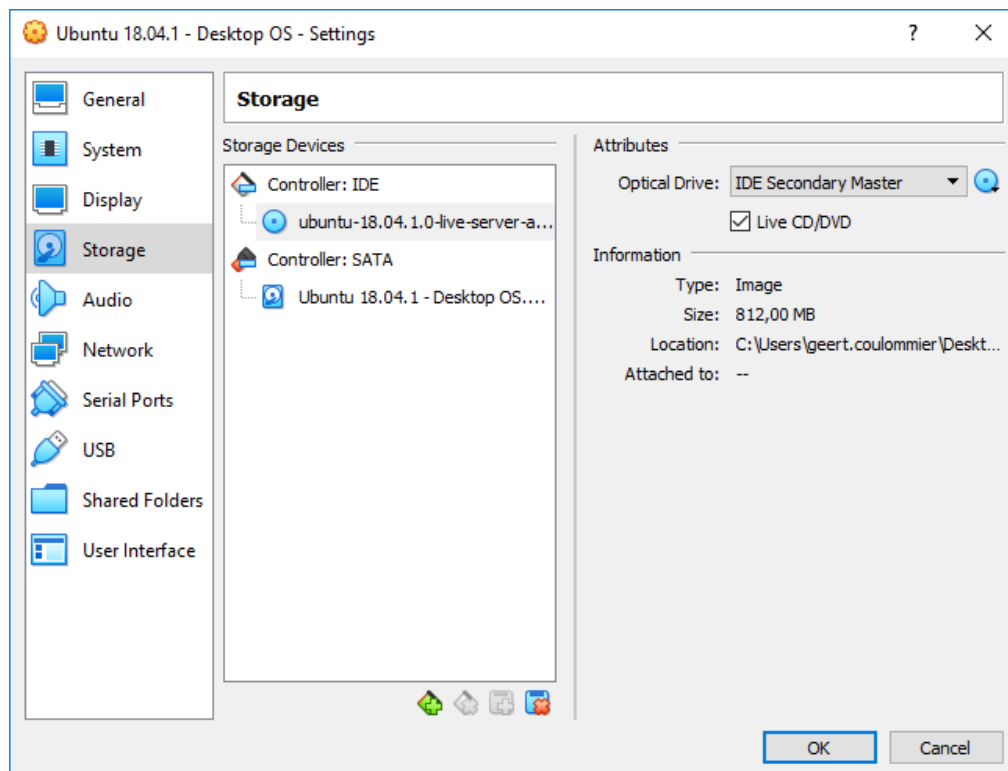 Ubuntu 18.04.1 - Desktop OS - Settings
?
General
System
Display
Storage
Audio
Network
Serial Ports
USB
Shared Folders
User Interface
Storage
Storage Devices
Controller: IDE
ubuntu-18.04.1.0-live-server-a...
Controller: SATA
Ubuntu 18.04.1 - Desktop OS....
Attributes
Optical Drive: IDE Secondary Master
Live CD/DVD
Information
Type: Image
Size: 812,00 MB
Location: C:\Users\geert.coulommier\Deskt...
Attached to: --
OK
Cancel